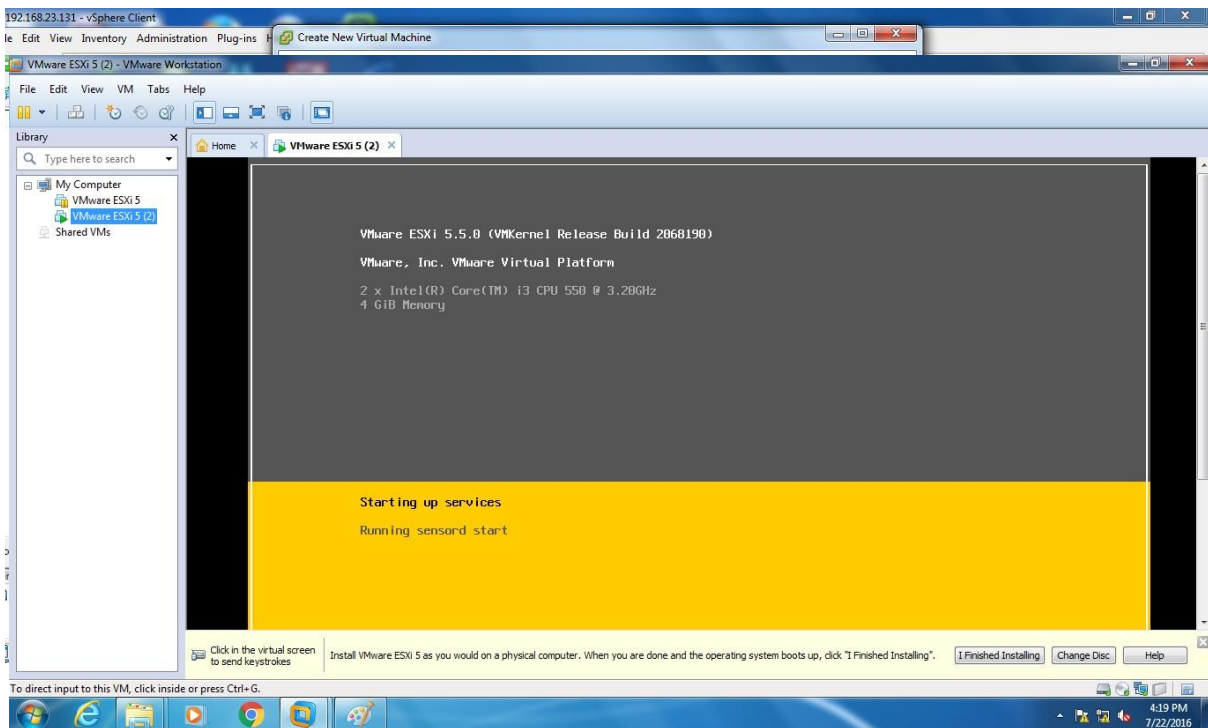 192.168.23.131 - vSphere Client
le Edit View Inventory Administration Plug-ins H
Create New Virtual Machine
VMware ESXi 5 (2) - VMware Workstation
File Edit View VM Tabs Help
Library
Home
VMware ESXi 5 (2)
Type here to search
My Computer
VMware ESXi 5
VMware ESXi 5 (2)
Shared VMs
VMware ESXi 5.5.0 (VMKernel Release Build 2068190)
VMware, Inc. VMware Virtual Platform
2 x Intel(R) Core(TM) i3 CPU 550 @ 3.20GHz
4 GiB Memory
Starting up services
Running sensord start
Click in the virtual screen
to send keystrokes
Install VMware ESXi 5 as you would on a physical computer. When you are done and the operating system boots up, click "I Finished Installing".
I Finished Installing
Change Disc
Help
To direct input to this VM, click inside or press Ctrl+G.
4:19 PM
7/22/2016